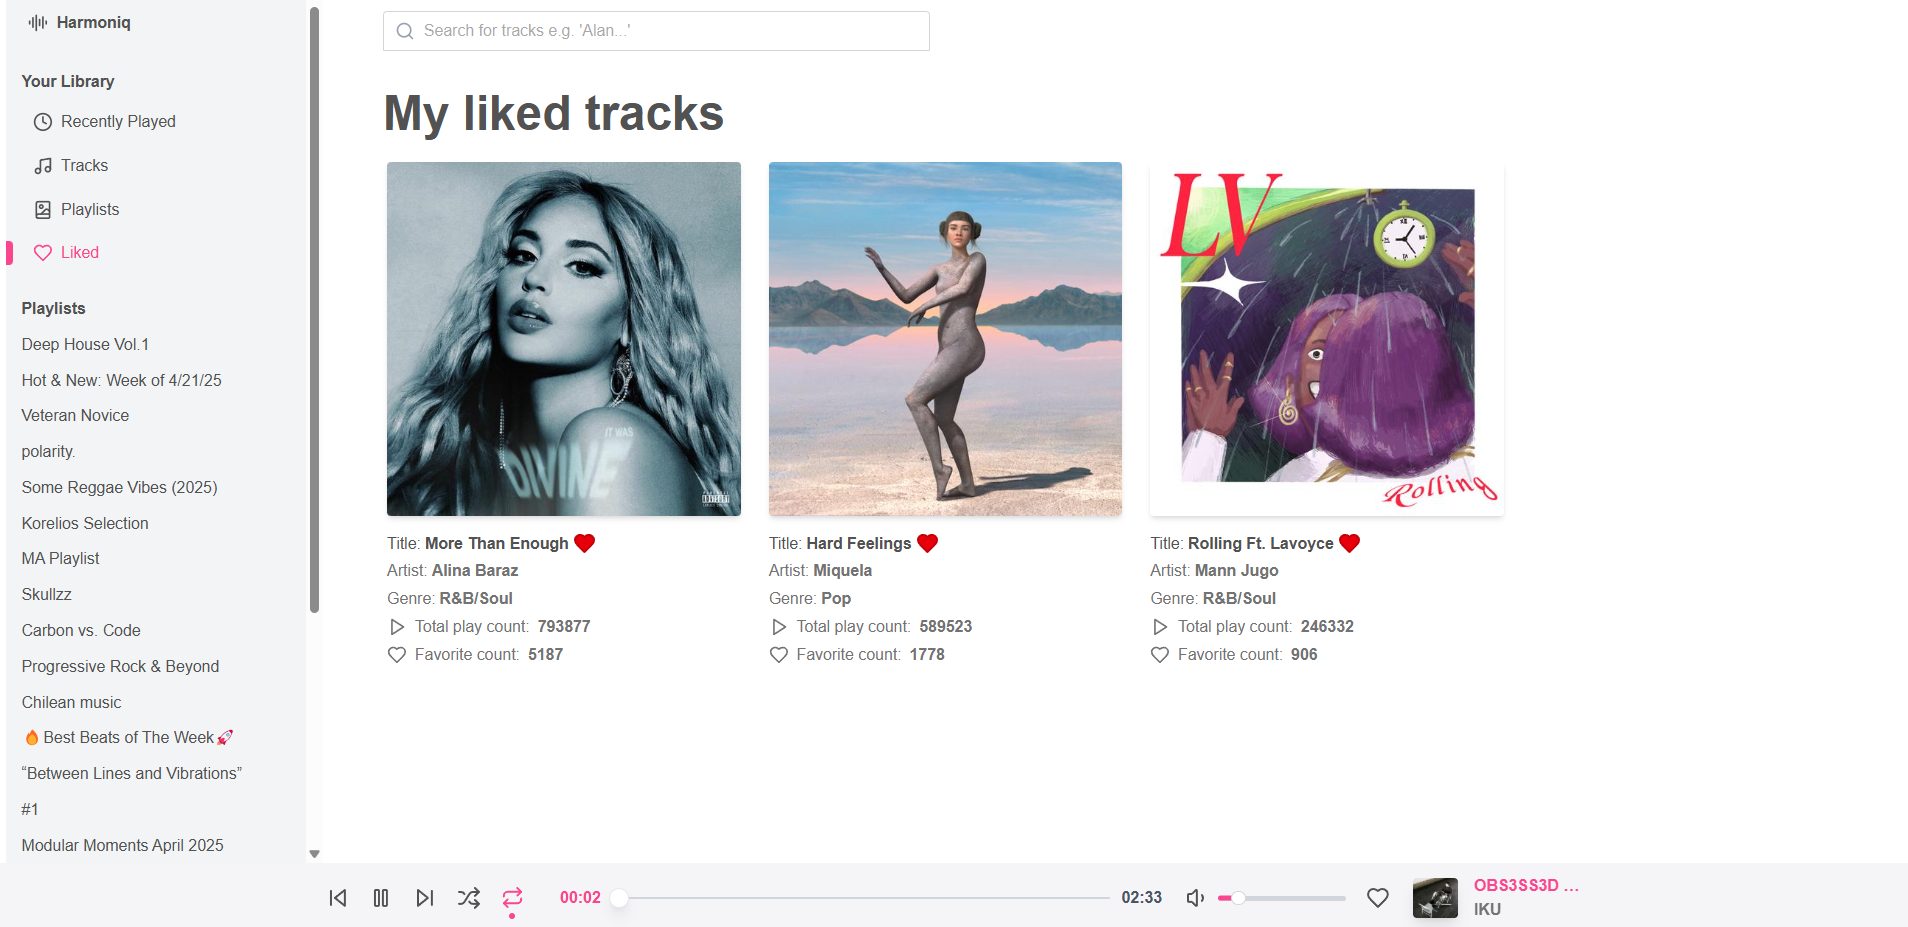 Harmoniq
Search for tracks e.g. 'Alan...'
Your Library
Recently Played
Tracks
Playlists
Liked
Playlists
Deep House Vol.1
Hot & New: Week of 4/21/25
Veteran Novice
polarity.
Some Reggae Vibes (2025)
Korelios Selection
MA Playlist
Skullzz
Carbon vs. Code
Progressive Rock & Beyond
Chilean music
🔥 Best Beats of The Week🚀
“Between Lines and Vibrations”
#1
Modular Moments April 2025
My liked tracks
IT WAS
DIVINE
Title: More Than Enough ❤
Artist: Alina Baraz
Genre: R&B/Soul
Total play count: 793877
Favorite count: 5187
Title: Hard Feelings ❤
Artist: Miquela
Genre: Pop
Total play count: 589523
Favorite count: 1778
LV
Rolling
Title: Rolling Ft. Lavoyce ❤
Artist: Mann Jugo
Genre: R&B/Soul
Total play count: 246332
Favorite count: 906
00:02
02:33
OBS3SS3D ...
IKU